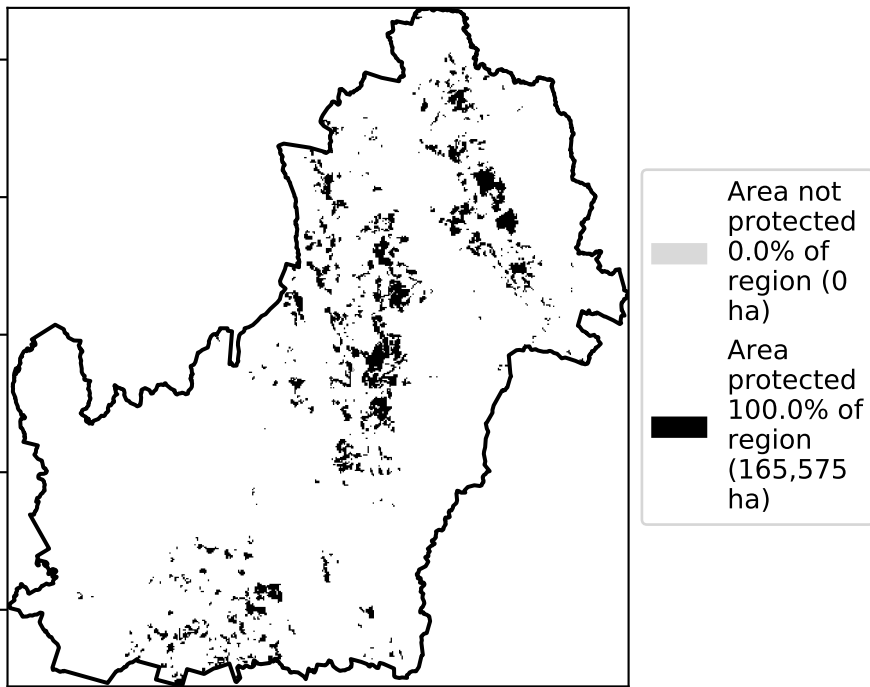 Area not
protected
0.0% of
region (0
ha)
Area
protected
100.0% of
region
(165,575
ha)